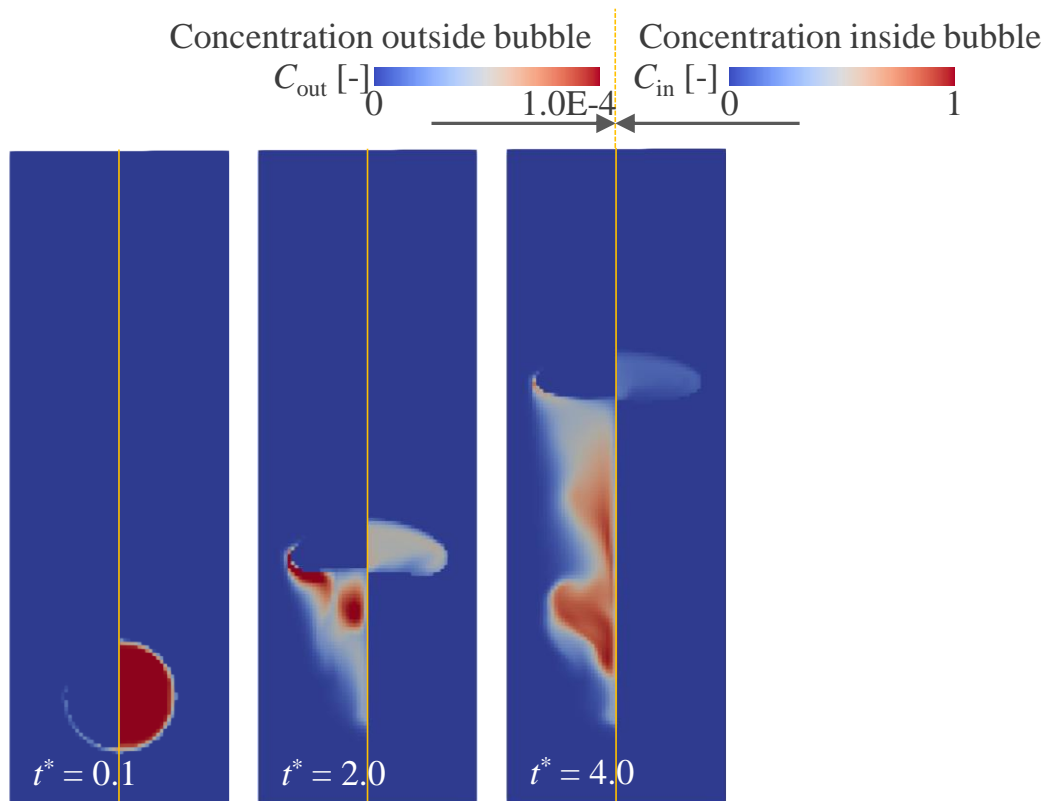 Concentration outside bubble
Concentration inside bubble
C_out [-]
C_in [-]
0
1.0E-4
0
1
t* = 0.1
t* = 2.0
t* = 4.0